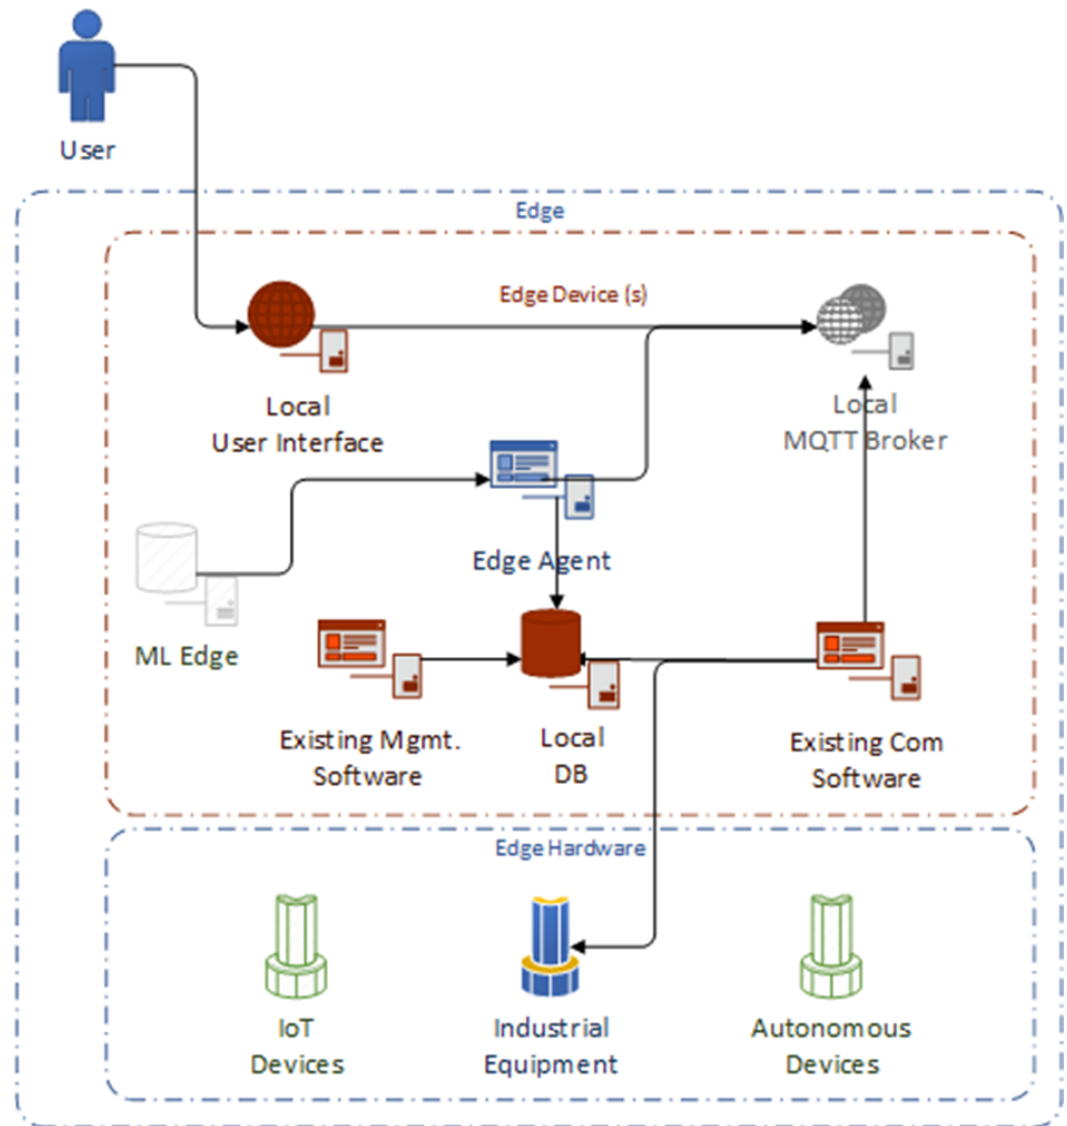 User
Edge
Edge Device (s)
Local
User Interface
Local
MQTT Broker
Edge Agent
ML Edge
Existing Mgmt.
Software
Local
DB
Existing Com
Software
Edge Hardware
IoT
Devices
Industrial
Equipment
Autonomous
Devices